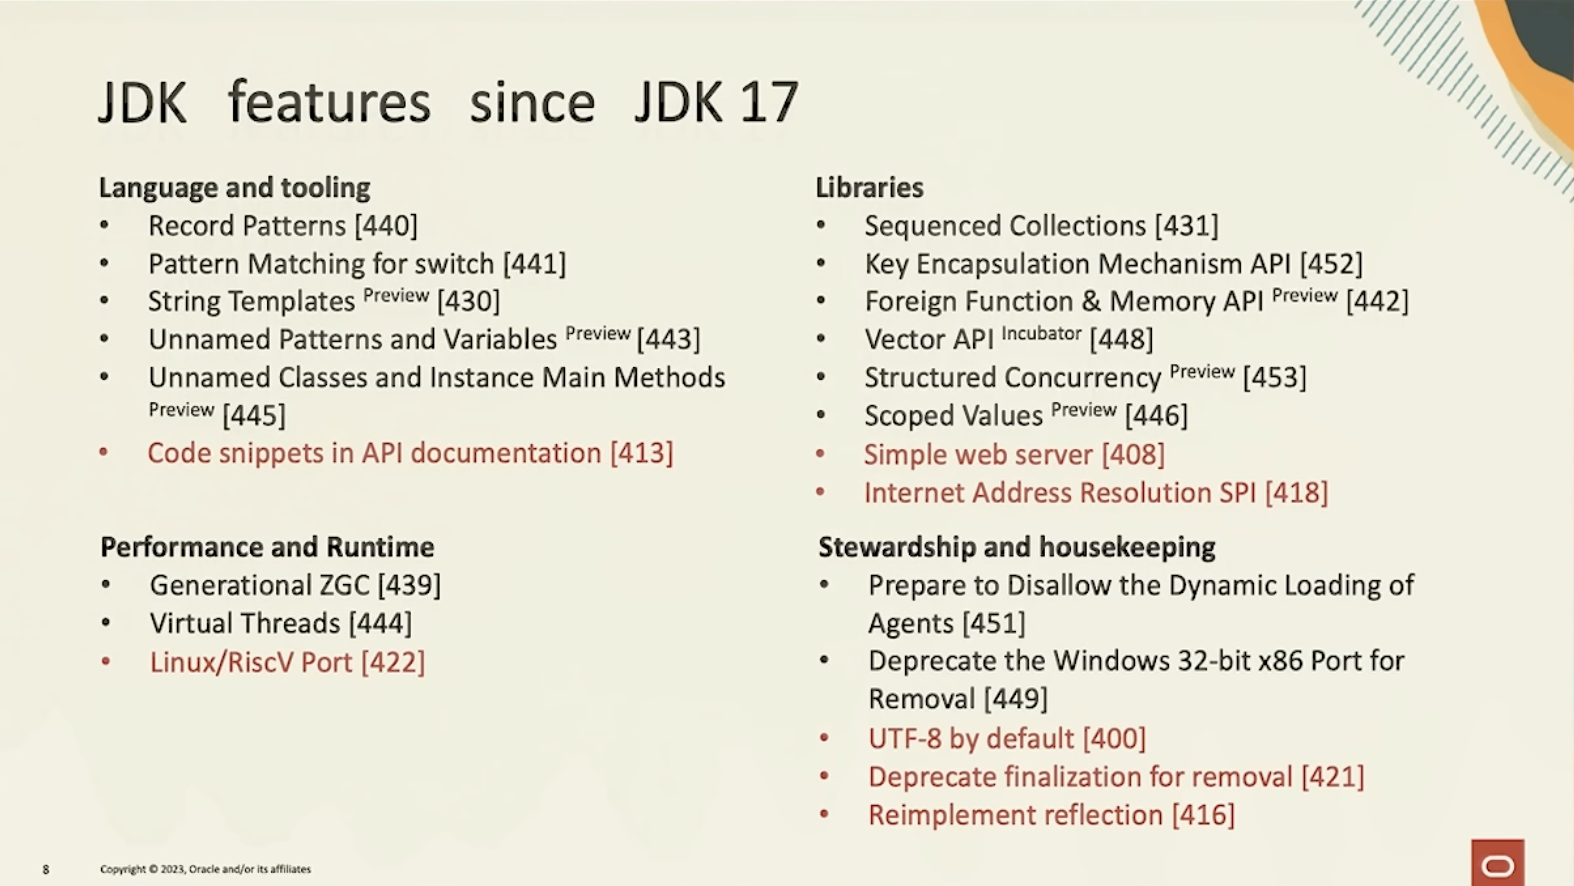 JDK features since JDK 17
Language and tooling
• Record Patterns [440]
• Pattern Matching for switch [441]
• String Templates Preview [430]
• Unnamed Patterns and Variables Preview [443]
• Unnamed Classes and Instance Main Methods
Preview [445]
• Code snippets in API documentation [413]
Libraries
• Sequenced Collections [431]
• Key Encapsulation Mechanism API [452]
• Foreign Function & Memory API Preview [442]
• Vector API Incubator [448]
• Structured Concurrency Preview [453]
• Scoped Values Preview [446]
• Simple web server [408]
• Internet Address Resolution SPI [418]
Performance and Runtime
• Generational ZGC [439]
• Virtual Threads [444]
• Linux/RiscV Port [422]
Stewardship and housekeeping
• Prepare to Disallow the Dynamic Loading of
Agents [451]
• Deprecate the Windows 32-bit x86 Port for
Removal [449]
• UTF-8 by default [400]
• Deprecate finalization for removal [421]
• Reimplement reflection [416]
8 Copyright © 2023, Oracle and/or its affiliates